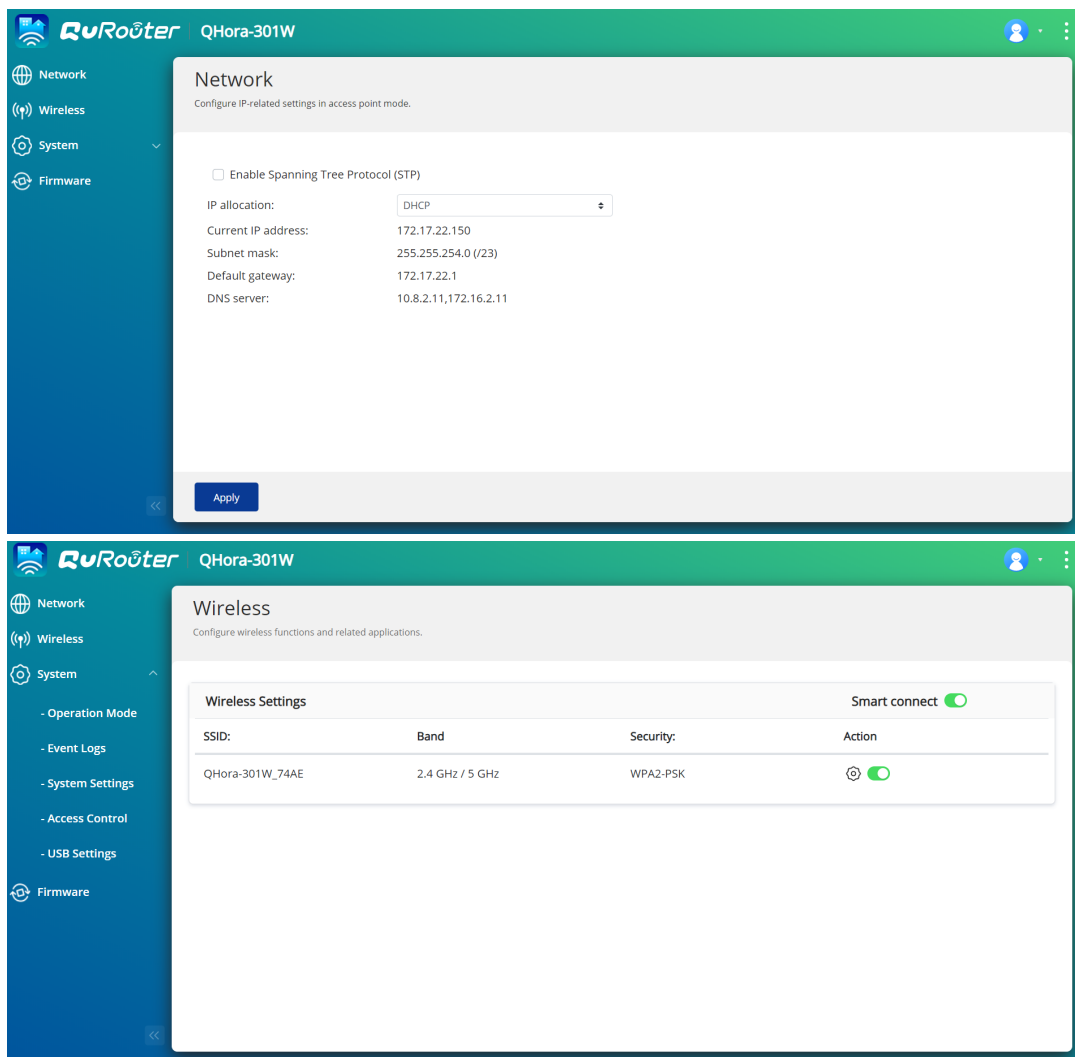 QuRouter QHora-301W
Network
Wireless
System
Firmware
Network
Configure IP-related settings in access point mode.
Enable Spanning Tree Protocol (STP)
IP allocation: DHCP
Current IP address: 172.17.22.150
Subnet mask: 255.255.254.0 (/23)
Default gateway: 172.17.22.1
DNS server: 10.8.2.11,172.16.2.11
Apply
QuRouter QHora-301W
Network
Wireless
System
- Operation Mode
- Event Logs
- System Settings
- Access Control
- USB Settings
Firmware
Wireless
Configure wireless functions and related applications.
Wireless Settings Smart connect
SSID: Band Security: Action
QHora-301W_74AE 2.4 GHz / 5 GHz WPA2-PSK